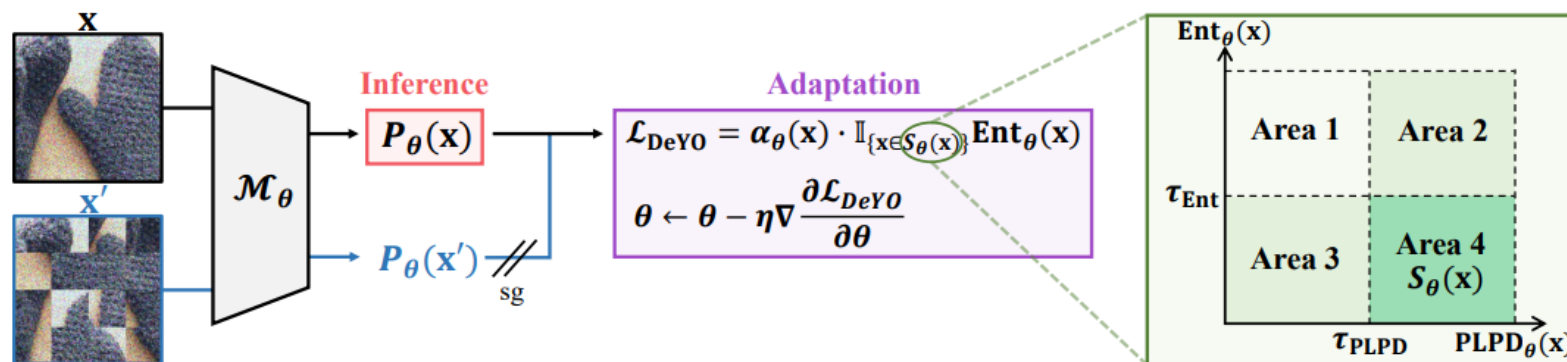 x
x′
𝓜_θ
Inference
P_θ(x)
P_θ(x′)
sg
Adaptation
ℒ_DeYO = α_θ(x) · 𝕀_{x∈S_θ(x)} Ent_θ(x)
θ ← θ − η∇ ∂ℒ_DeYO/∂θ
Ent_θ(x)
Area 1
Area 2
τ_Ent
Area 3
Area 4
S_θ(x)
τ_PLPD
PLPD_θ(x)